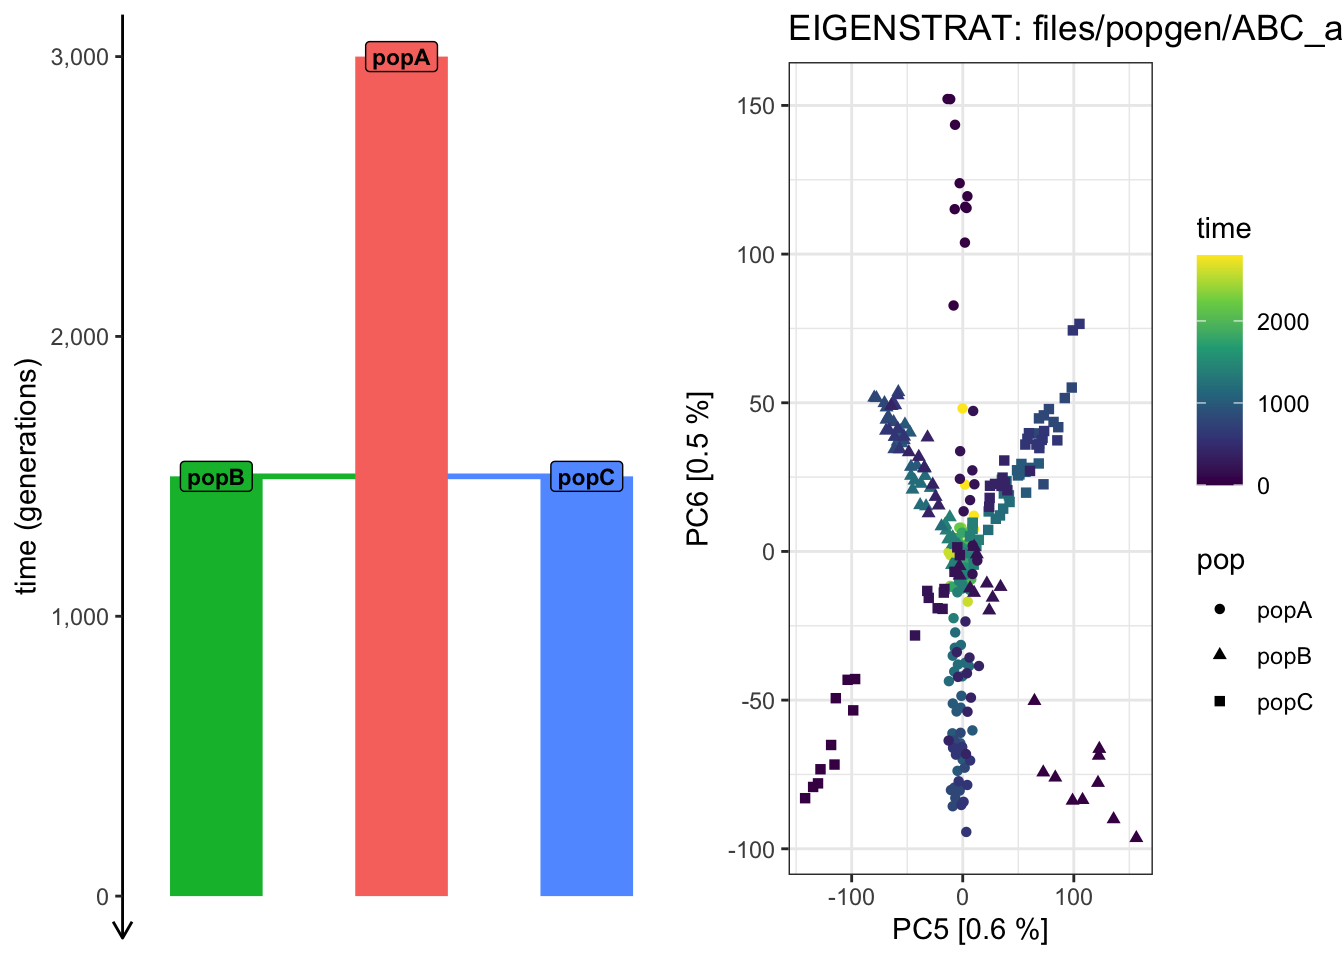 time (generations)
3,000
2,000
1,000
0
popA
popB
popC
EIGENSTRAT: files/popgen/ABC_a
PC6 [0.5 %]
150
100
50
0
-50
-100
-100
0
100
PC5 [0.6 %]
time
2000
1000
0
pop
popA
popB
popC